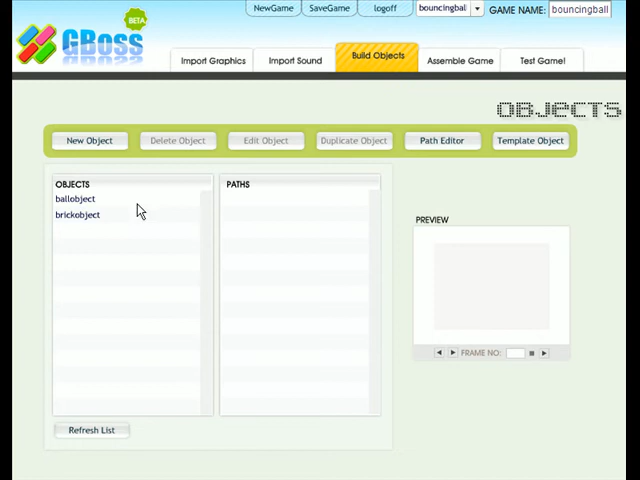 NewGame SaveGame logoff bouncingball GAME NAME: bouncingball
BETA
GBoss
Import Graphics Import Sound Build Objects Assemble Game Test Game!
OBJECTS
New Object Delete Object Edit Object Duplicate Object Path Editor Template Object
OBJECTS PATHS
ballobject
brickobject
PREVIEW
FRAME NO:
Refresh List